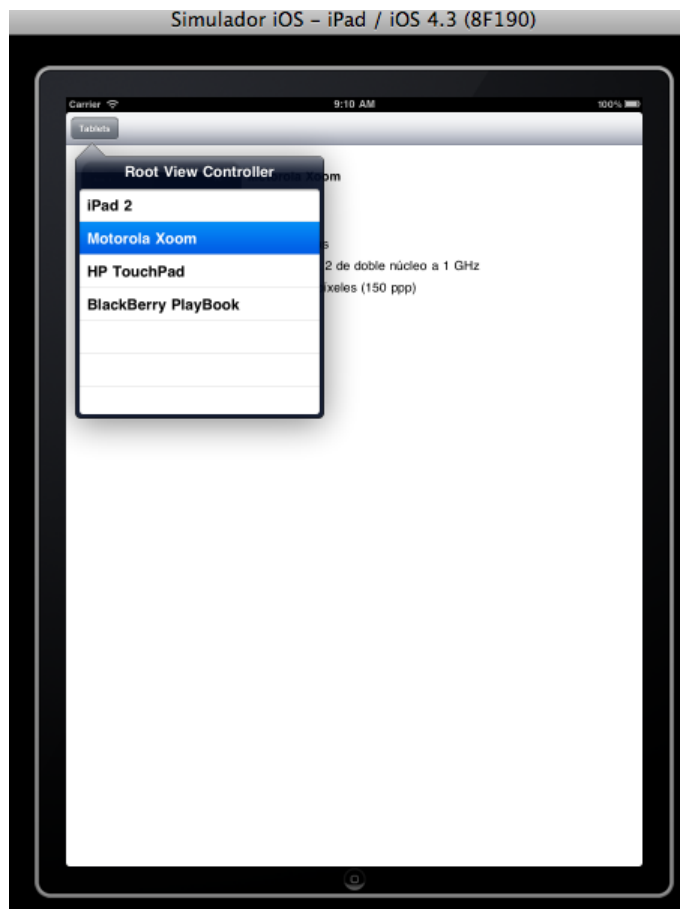 Simulador iOS – iPad / iOS 4.3 (8F190)
Carrier 9:10 AM 100%
Tablets
Root View Controller
Xoom
iPad 2
Motorola Xoom
s
HP TouchPad 2 de doble núcleo a 1 GHz
íxeles (150 ppp)
BlackBerry PlayBook